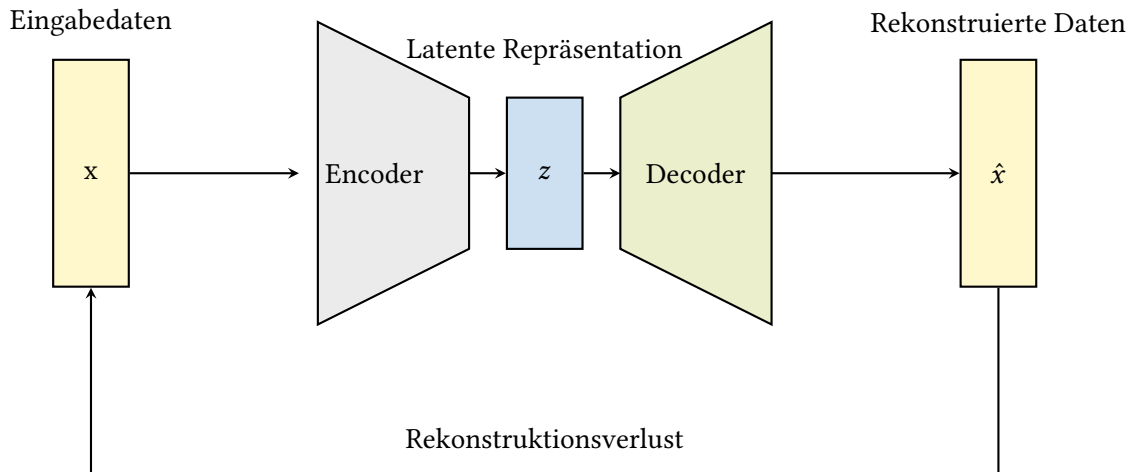 Eingabedaten
Rekonstruierte Daten
Latente Repräsentation
x
Encoder
z
Decoder
x̂
Rekonstruktionsverlust